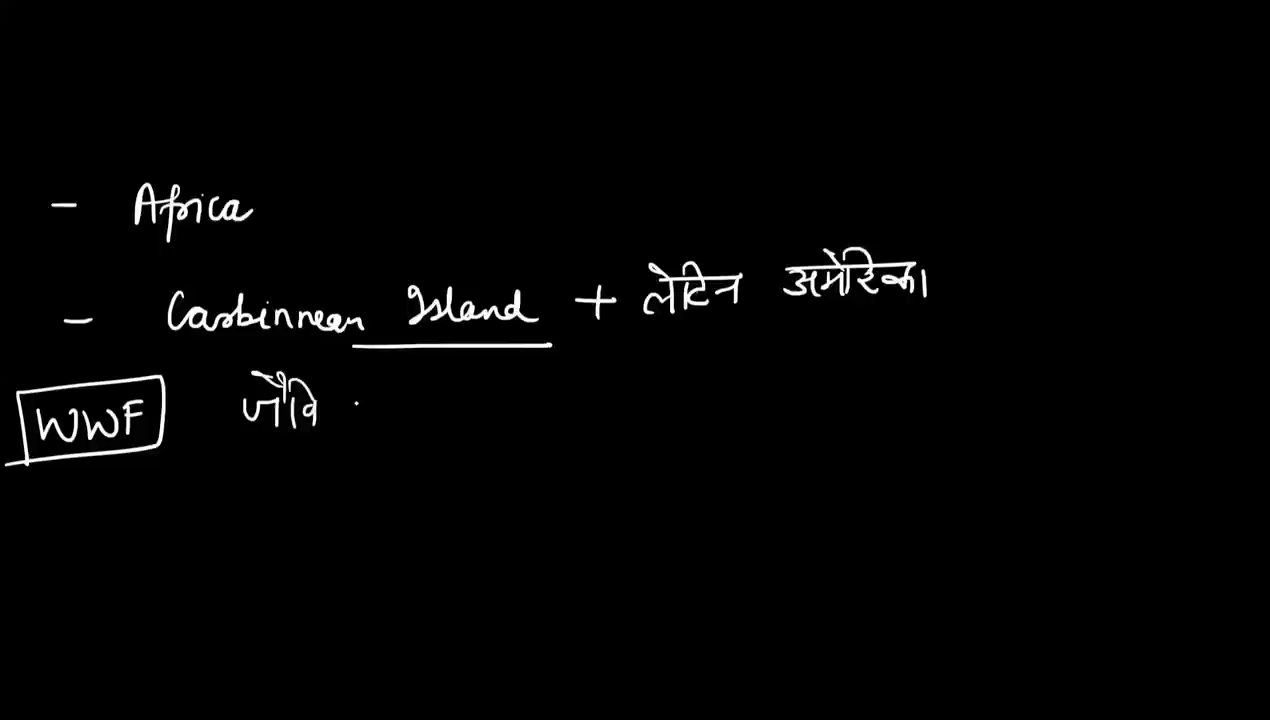 - Africa
- Carbinnean Island + लेटिन अमेरिका
WWF जैवि